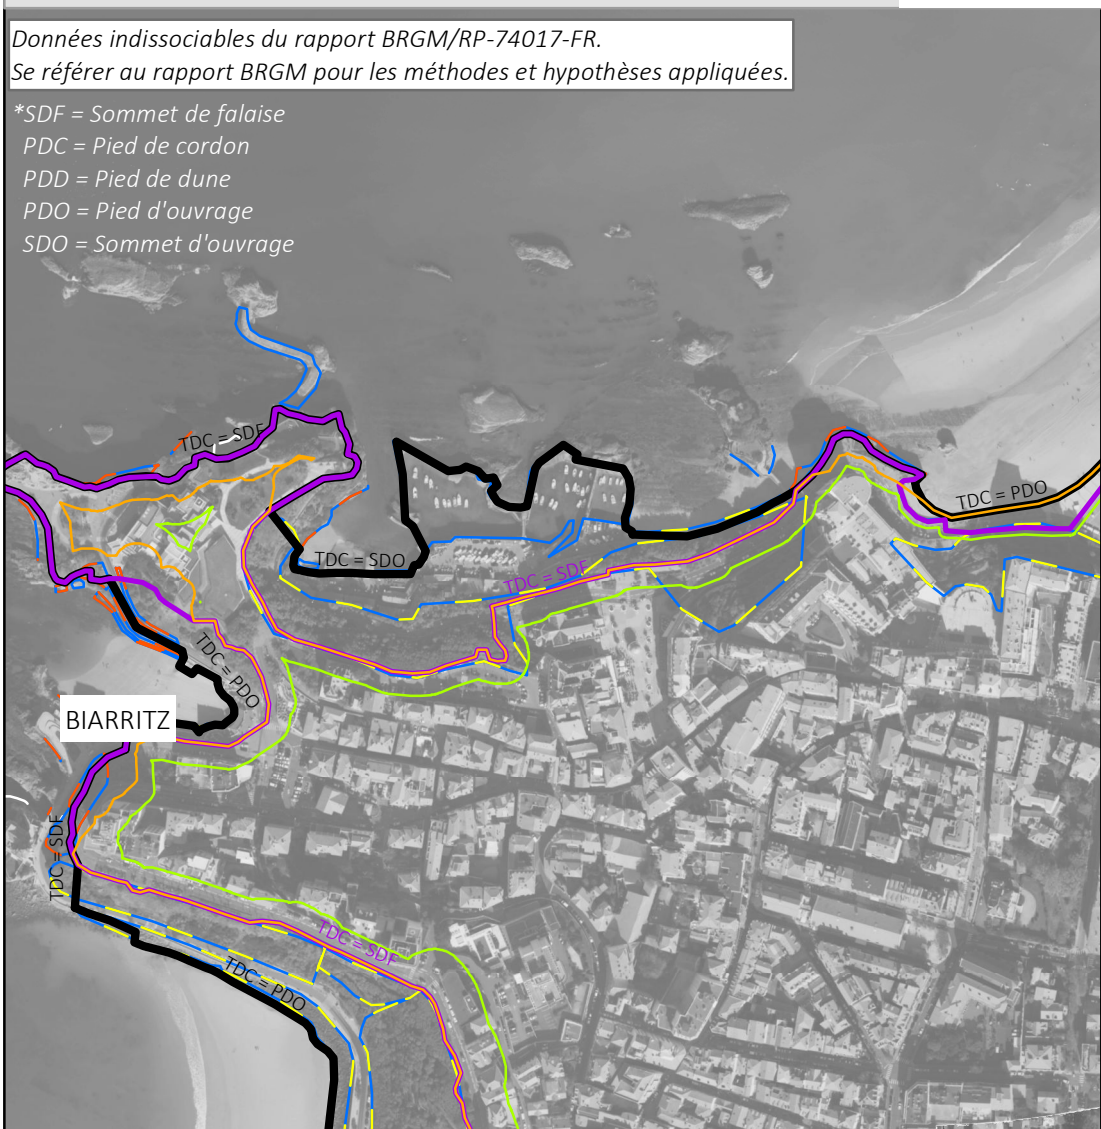 Données indissociables du rapport BRGM/RP-74017-FR.
Se référer au rapport BRGM pour les méthodes et hypothèses appliquées.
*SDF = Sommet de falaise
PDC = Pied de cordon
PDD = Pied de dune
PDO = Pied d'ouvrage
SDO = Sommet d'ouvrage
TDC = SDF
TDC = PDO
TDC = SDO
TDC = SDF
TDC = PDO
BIARRITZ
TDC = SDF
TDC = SDF
TDC = PDO